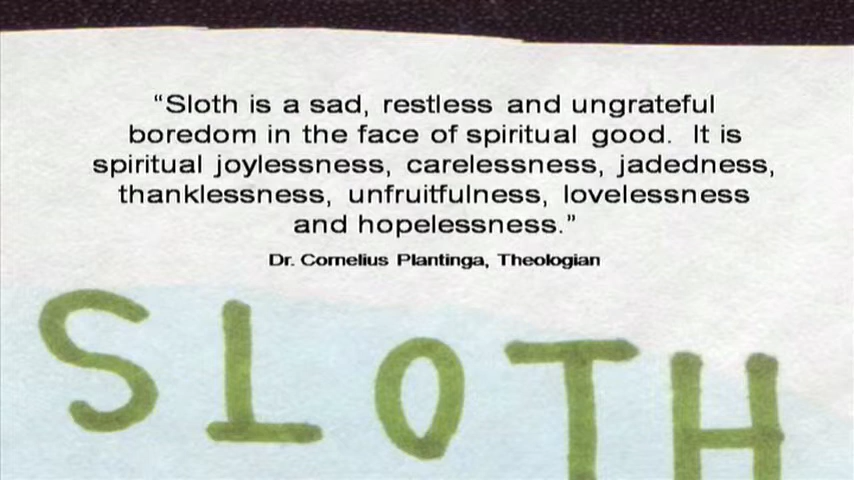 “Sloth is a sad, restless and ungrateful
boredom in the face of spiritual good.  It is
spiritual joylessness, carelessness, jadedness,
thanklessness, unfruitfulness, lovelessness
and hopelessness.”
Dr. Cornelius Plantinga, Theologian
SLOTH